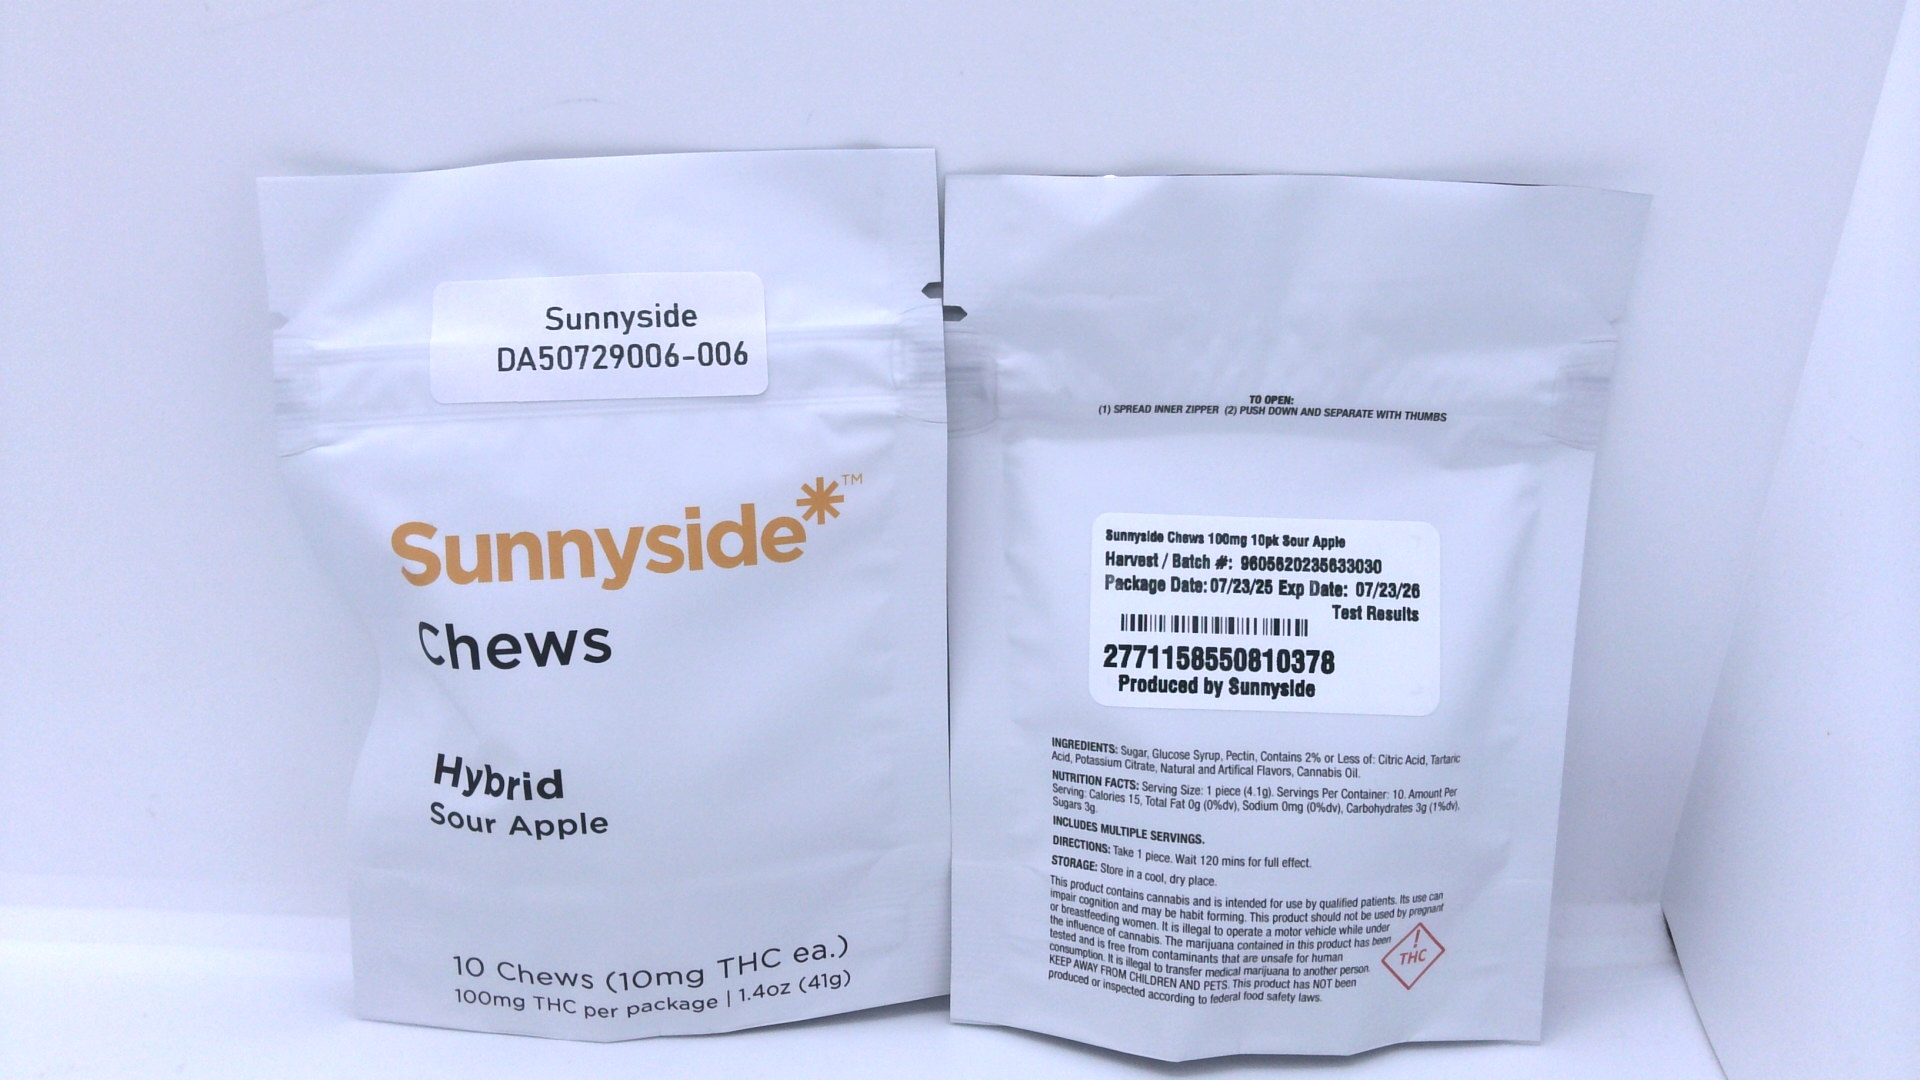 Sunnyside
DA50729006-006
Sunnyside*™
Chews
Hybrid
Sour Apple
10 Chews (10mg THC ea.)
100mg THC per package | 1.4oz (41g)
TO OPEN:
(1) SPREAD INNER ZIPPER (2) PUSH DOWN AND SEPARATE WITH THUMBS
Sunnyside Chews 100mg 10pk Sour Apple
Harvest / Batch #: 9605620235633030
Package Date: 07/23/25 Exp Date: 07/23/26
Test Results
2771158550810378
Produced by Sunnyside
INGREDIENTS: Sugar, Glucose Syrup, Pectin, Contains 2% or Less of: Citric Acid, Tartaric
Acid, Potassium Citrate, Natural and Artifical Flavors, Cannabis Oil.
NUTRITION FACTS: Serving Size: 1 piece (4.1g). Servings Per Container: 10. Amount Per
Serving: Calories 15, Total Fat 0g (0%dv), Sodium 0mg (0%dv), Carbohydrates 3g (1%dv),
Sugars 3g.
INCLUDES MULTIPLE SERVINGS.
DIRECTIONS: Take 1 piece. Wait 120 mins for full effect.
STORAGE: Store in a cool, dry place.
This product contains cannabis and is intended for use by qualified patients. Its use can
impair cognition and may be habit forming. This product should not be used by pregnant
or breastfeeding women. It is illegal to operate a motor vehicle while under
the influence of cannabis. The marijuana contained in this product has been
tested and is free from contaminants that are unsafe for human
consumption. It is illegal to transfer medical marijuana to another person.
KEEP AWAY FROM CHILDREN AND PETS. This product has NOT been
produced or inspected according to federal food safety laws.
!
THC